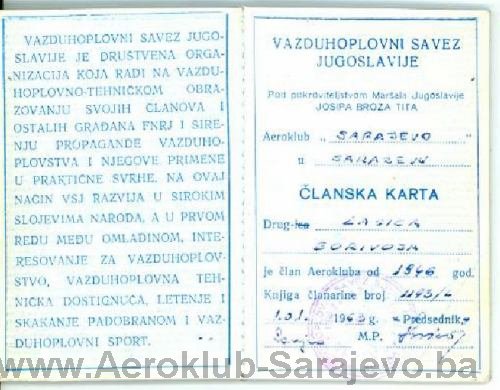 VAZDUHOPLOVNI SAVEZ JUGO-
SLAVIJE JE DRUŠTVENA ORGA-
NIZACIJA KOJA RADI NA VAZDU-
HOPLOVNO-TEHNIČKOM OBRA-
ZOVANJU SVOJIH ČLANOVA I
OSTALIH GRAĐANA FNRJ I ŠIRE-
NJU PROPAGANDE VAZDUHO-
PLOVSTVA I NJEGOVE PRIMENE
U PRAKTIČNE SVRHE. NA OVAJ
NAČIN VSJ RAZVIJA U ŠIROKIM
SLOJEVIMA NARODA, A U PRVOM
REDU MEĐU OMLADINOM, INTE-
RESOVANJE ZA VAZDUHOPLOV-
STVO, VAZDUHOPLOVNA TEH-
NIČKA DOSTIGNUĆA, LETENJE I
SKAKANJE PADOBRANOM I VAZ-
DUHOPLOVNI SPORT.
VAZDUHOPLOVNI SAVEZ
JUGOSLAVIJE
Pod pokroviteljstvom Maršala Jugoslavije
JOSIPA BROZA TITA
Aeroklub „ SARAJEVO "
u SARAJEVU
ČLANSKA KARTA
Drug-ica LASICA
BORIVOJA
je član Aerokluba od 1946 god.
Knjiga članarine broj 1193/2
1.01. 1963 g. Predsednik,
M.P.
www.Aeroklub-Sarajevo.ba